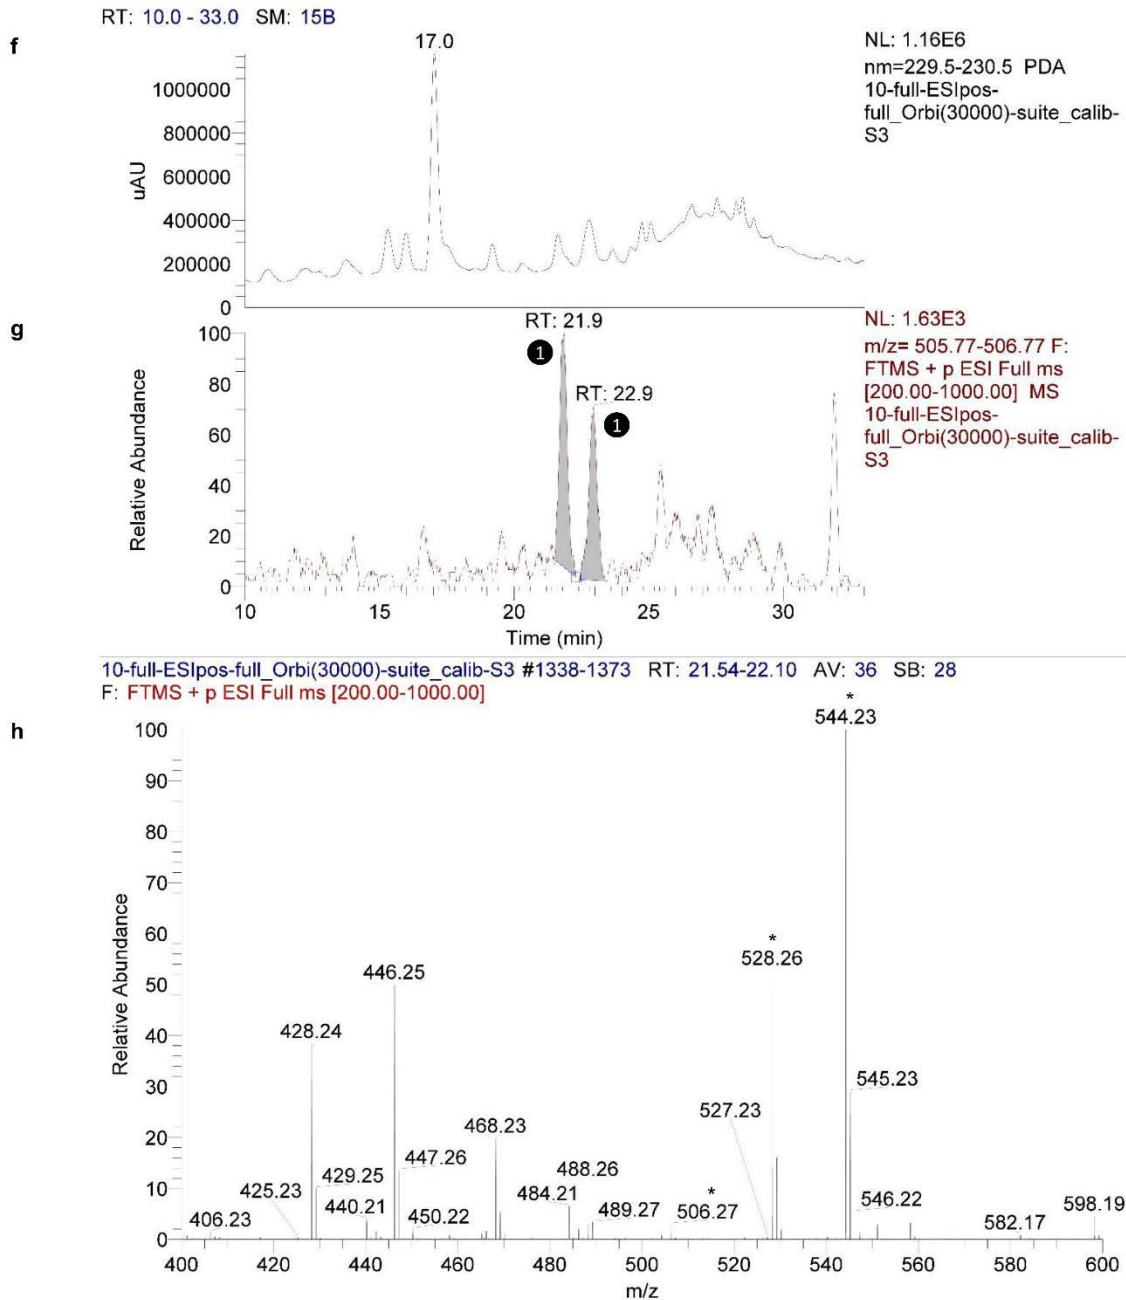 RT: 10.0 - 33.0 SM: 15B
f
17.0
NL: 1.16E6
nm=229.5-230.5 PDA
10-full-ESIpos-
full_Orbi(30000)-suite_calib-
S3
uAU
1000000
800000
600000
400000
200000
0
g
RT: 21.9
1
RT: 22.9
1
NL: 1.63E3
m/z= 505.77-506.77 F:
FTMS + p ESI Full ms
[200.00-1000.00] MS
10-full-ESIpos-
full_Orbi(30000)-suite_calib-
S3
Relative Abundance
100
80
60
40
20
0
10 15 20 25 30
Time (min)
10-full-ESIpos-full_Orbi(30000)-suite_calib-S3 #1338-1373 RT: 21.54-22.10 AV: 36 SB: 28
F: FTMS + p ESI Full ms [200.00-1000.00]
h
*
544.23
*
528.26
446.25
428.24
545.23
527.23
468.23
447.26
488.26
429.25
425.23
484.21
*
440.21
489.27
506.27
546.22
406.23
450.22
582.17
598.19
Relative Abundance
100
90
80
70
60
50
40
30
20
10
0
400 420 440 460 480 500 520 540 560 580 600
m/z